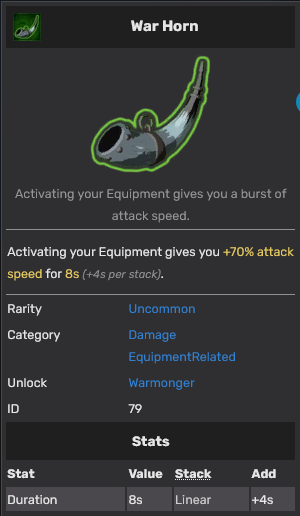 War Horn
Activating your Equipment gives you a burst of
attack speed.
Activating your Equipment gives you +70% attack
speed for 8s (+4s per stack).
Rarity Uncommon
Category Damage
EquipmentRelated
Unlock Warmonger
ID 79
Stats
Stat Value Stack Add
Duration 8s Linear +4s